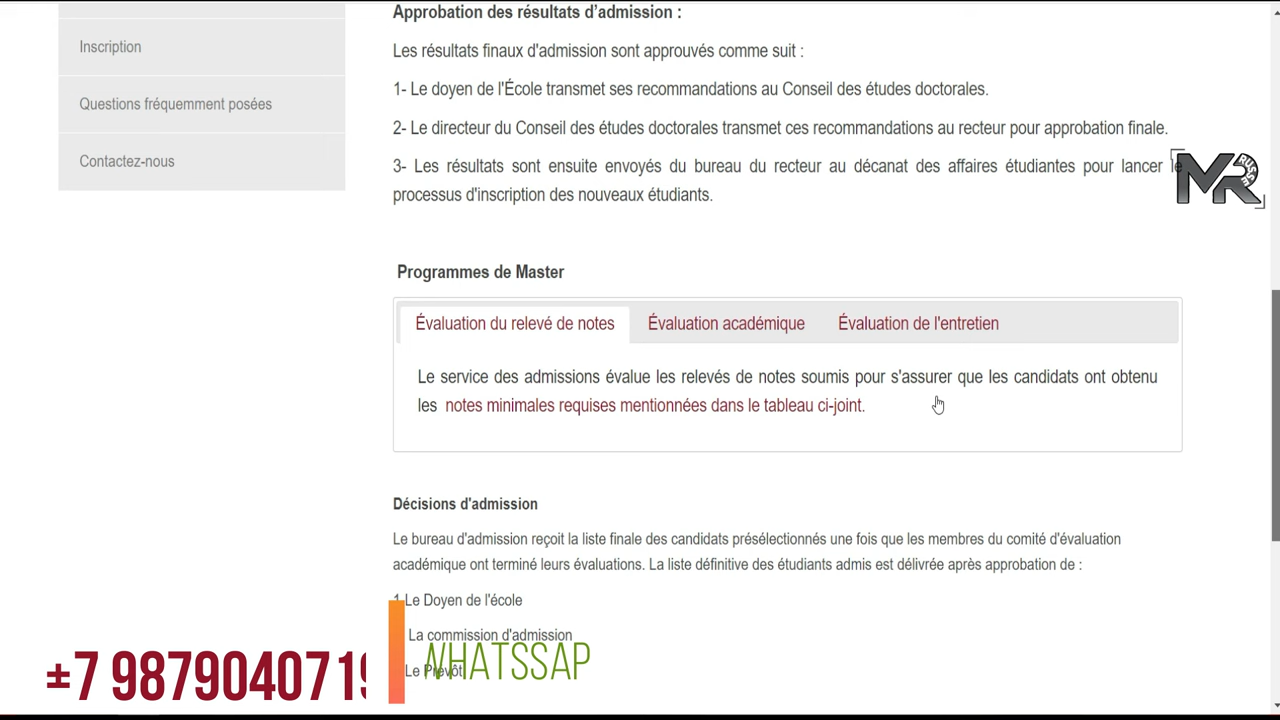 Approbation des résultats d’admission :
Inscription
Les résultats finaux d'admission sont approuvés comme suit :
1- Le doyen de l'École transmet ses recommandations au Conseil des études doctorales.
Questions fréquemment posées
2- Le directeur du Conseil des études doctorales transmet ces recommandations au recteur pour approbation finale.
Contactez-nous
3- Les résultats sont ensuite envoyés du bureau du recteur au décanat des affaires étudiantes pour lancer le
processus d'inscription des nouveaux étudiants.
MR
RUSSIE
Programmes de Master
Évaluation du relevé de notes Évaluation académique Évaluation de l'entretien
Le service des admissions évalue les relevés de notes soumis pour s'assurer que les candidats ont obtenu
les notes minimales requises mentionnées dans le tableau ci-joint.
Décisions d'admission
Le bureau d'admission reçoit la liste finale des candidats présélectionnés une fois que les membres du comité d'évaluation
académique ont terminé leurs évaluations. La liste définitive des étudiants admis est délivrée après approbation de :
1.Le Doyen de l'école
La commission d'admission
Le Prévôt
±7 9879040719
WHATSSAP